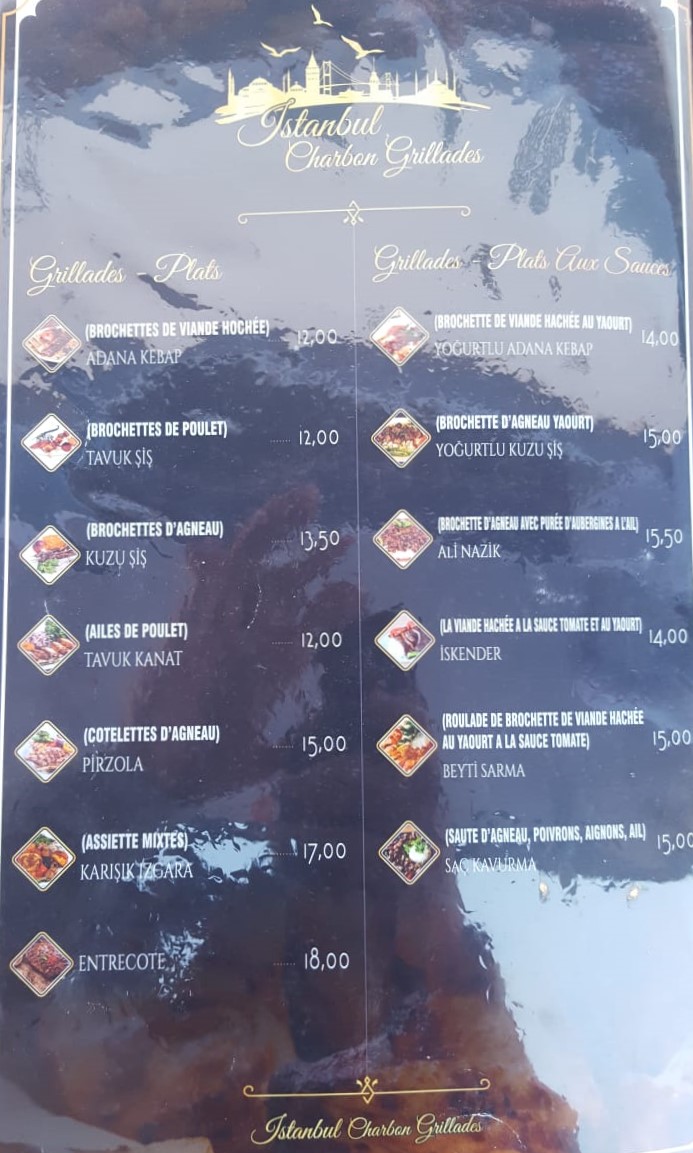 Istanbul
Charbon Grillades
Grillades - Plats
(BROCHETTES DE VIANDE HOCHÉE) 12,00
ADANA KEBAP
(BROCHETTES DE POULET) ...... 12,00
TAVUK ŞİŞ
(BROCHETTES D'AGNEAU) ...... 13,50
KUZU ŞİŞ
(AILES DE POULET) ...... 12,00
TAVUK KANAT
(COTELETTES D'AGNEAU) ...... 15,00
PİRZOLA
(ASSIETTE MIXTES) ...... 17,00
KARIŞIK IZGARA
ENTRECOTE ...... 18,00
Grillades - Plats Aux Sauces
(BROCHETTE DE VIANDE HACHÉE AU YAOURT) 14,00
YOĞURTLU ADANA KEBAP
(BROCHETTE D'AGNEAU YAOURT) 15,00
YOĞURTLU KUZU ŞİŞ
(BROCHETTE D'AGNEAU AVEC PURÉE D'AUBERGINES A L'AIL) 15,50
ALİ NAZİK
(LA VIANDE HACHÉE A LA SAUCE TOMATE ET AU YAOURT) 14,00
İSKENDER
(ROULADE DE BROCHETTE DE VIANDE HACHÉE
AU YAOURT A LA SAUCE TOMATE) 15,00
BEYTİ SARMA
(SAUTE D'AGNEAU, POIVRONS, AIGNONS, AIL) 15,00
SAÇ KAVURMA
Istanbul Charbon Grillades